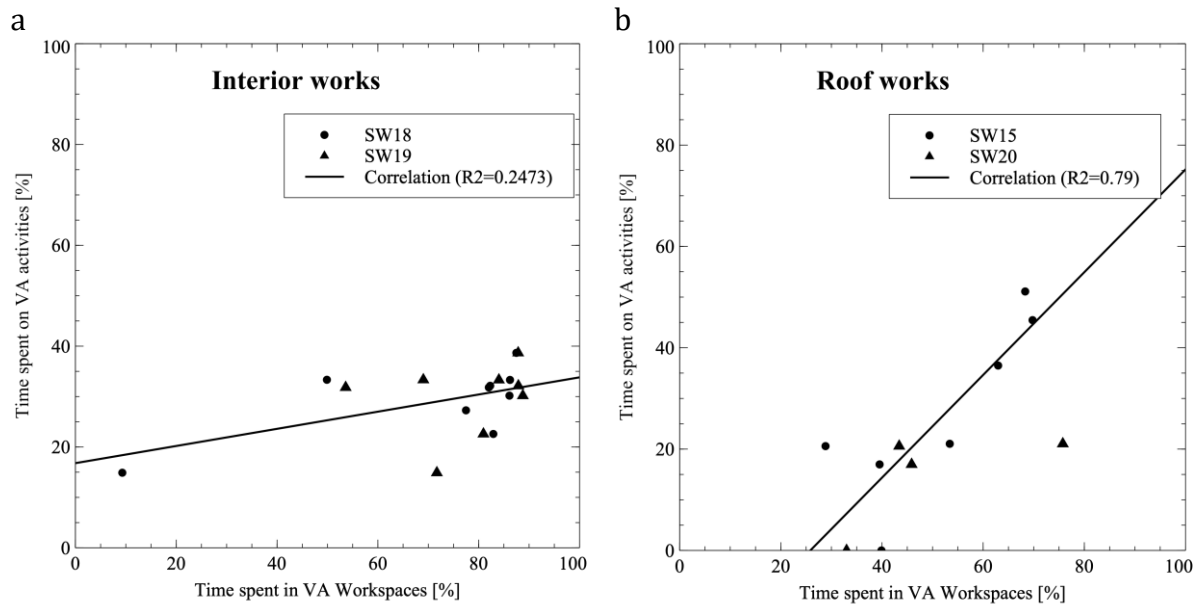 a
Interior works
SW18
SW19
Correlation (R2=0.2473)
Time spent on VA activities [%]
100
80
60
40
20
0
0 20 40 60 80 100
Time spent in VA Workspaces [%]
b
Roof works
SW15
SW20
Correlation (R2=0.79)
Time spent on VA activities [%]
100
80
60
40
20
0
0 20 40 60 80 100
Time spent in VA Workspaces [%]